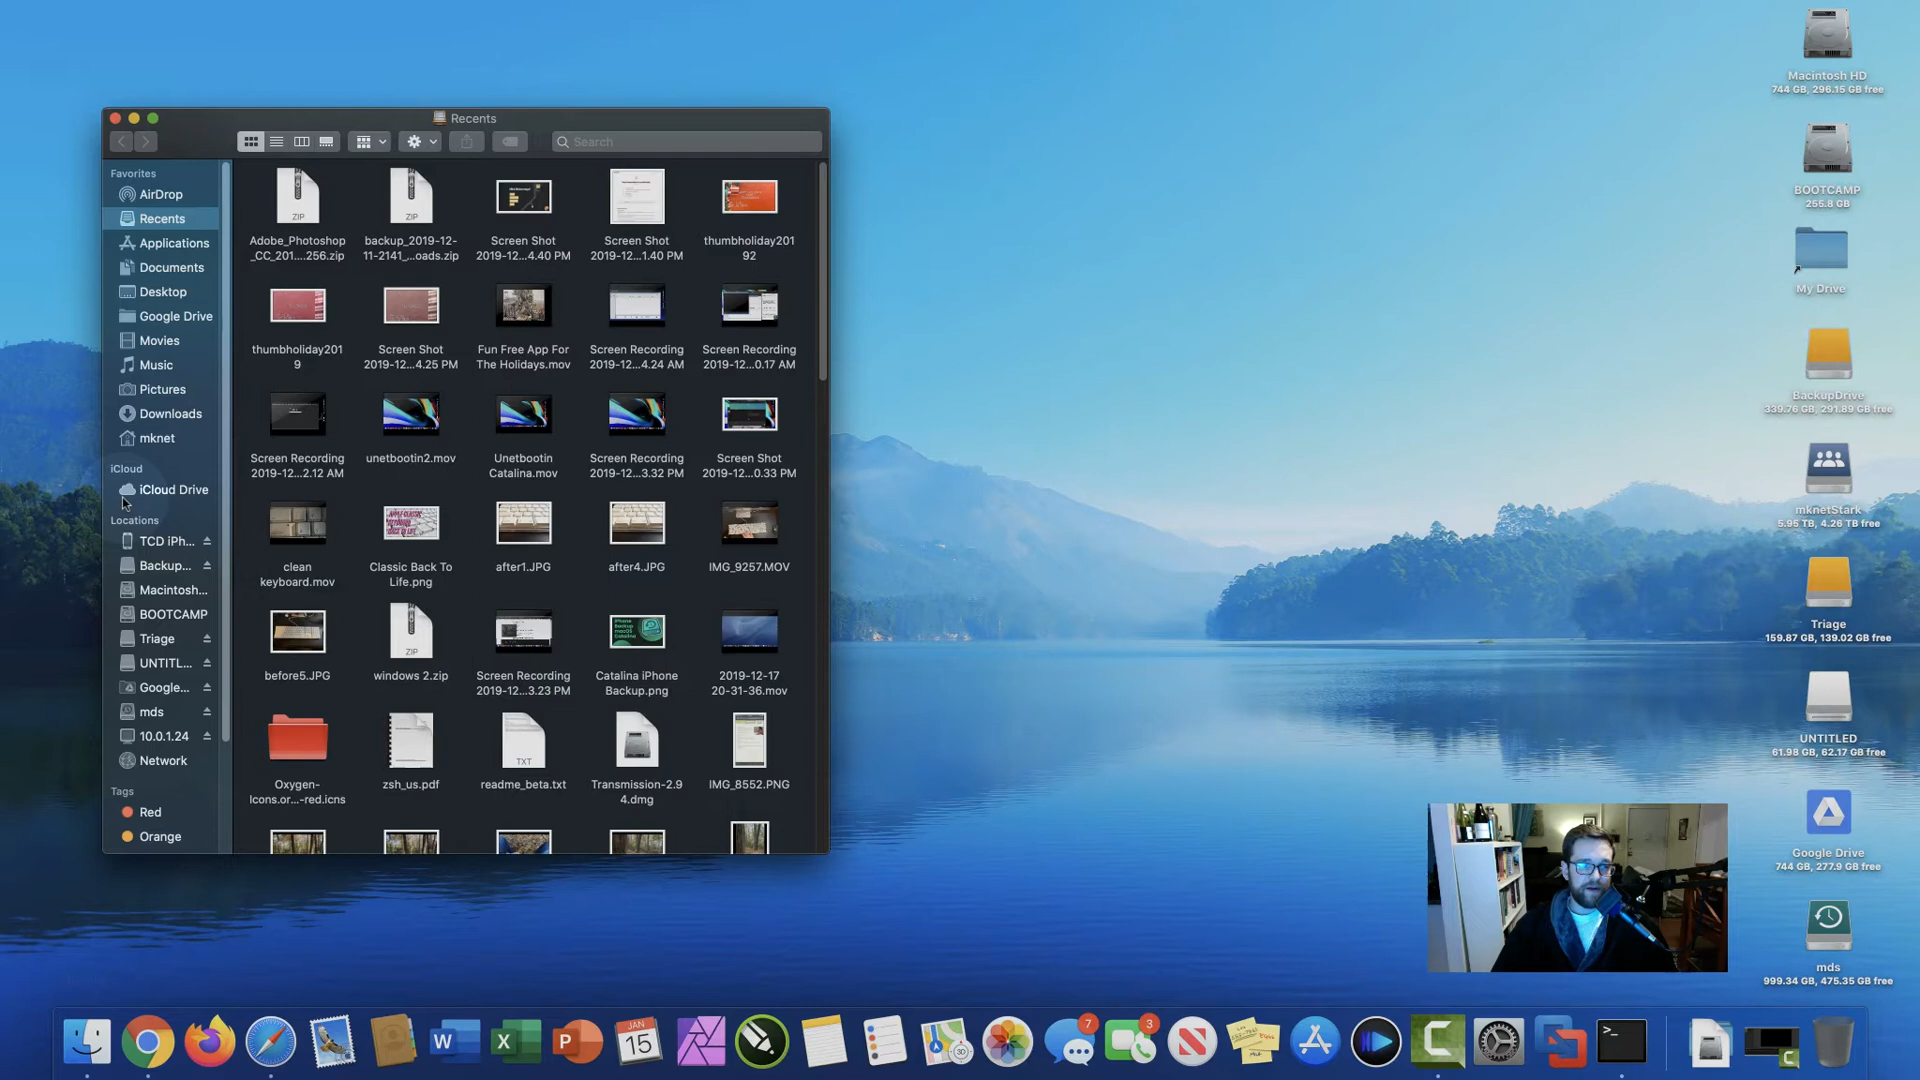 Recents
Search
Favorites
AirDrop
Recents
Applications
Documents
Desktop
Google Drive
Movies
Music
Pictures
Downloads
mknet
iCloud
iCloud Drive
Locations
TCD iPh...
Backup...
Macintosh...
BOOTCAMP
Triage
UNTITL...
Google...
mds
10.0.1.24
Network
Tags
Red
Orange
ZIP
ZIP
Adobe_Photoshop
_CC_201....256.zip
backup_2019-12-
11-2141_...oads.zip
Screen Shot
2019-12...4.40 PM
Screen Shot
2019-12...1.40 PM
thumbholiday201
92
thumbholiday201
9
Screen Shot
2019-12...4.25 PM
Fun Free App For
The Holidays.mov
Screen Recording
2019-12...4.24 AM
Screen Recording
2019-12...0.17 AM
Screen Recording
2019-12...2.12 AM
unetbootin2.mov
Unetbootin
Catalina.mov
Screen Recording
2019-12...3.32 PM
Screen Shot
2019-12...0.33 PM
clean
keyboard.mov
Classic Back To
Life.png
after1.JPG
after4.JPG
IMG_9257.MOV
ZIP
before5.JPG
windows 2.zip
Screen Recording
2019-12...3.23 PM
Catalina iPhone
Backup.png
2019-12-17
20-31-36.mov
TXT
Oxygen-
Icons.or...-red.icns
zsh_us.pdf
readme_beta.txt
Transmission-2.9
4.dmg
IMG_8552.PNG
Macintosh HD
744 GB, 296.15 GB free
BOOTCAMP
255.8 GB
My Drive
BackupDrive
339.76 GB, 291.89 GB free
mknetStark
5.95 TB, 4.26 TB free
Triage
159.87 GB, 139.02 GB free
UNTITLED
61.98 GB, 62.17 GB free
Google Drive
744 GB, 277.9 GB free
mds
999.34 GB, 475.35 GB free
W
X
P
JAN
15
3D
7
3
C
>_
C